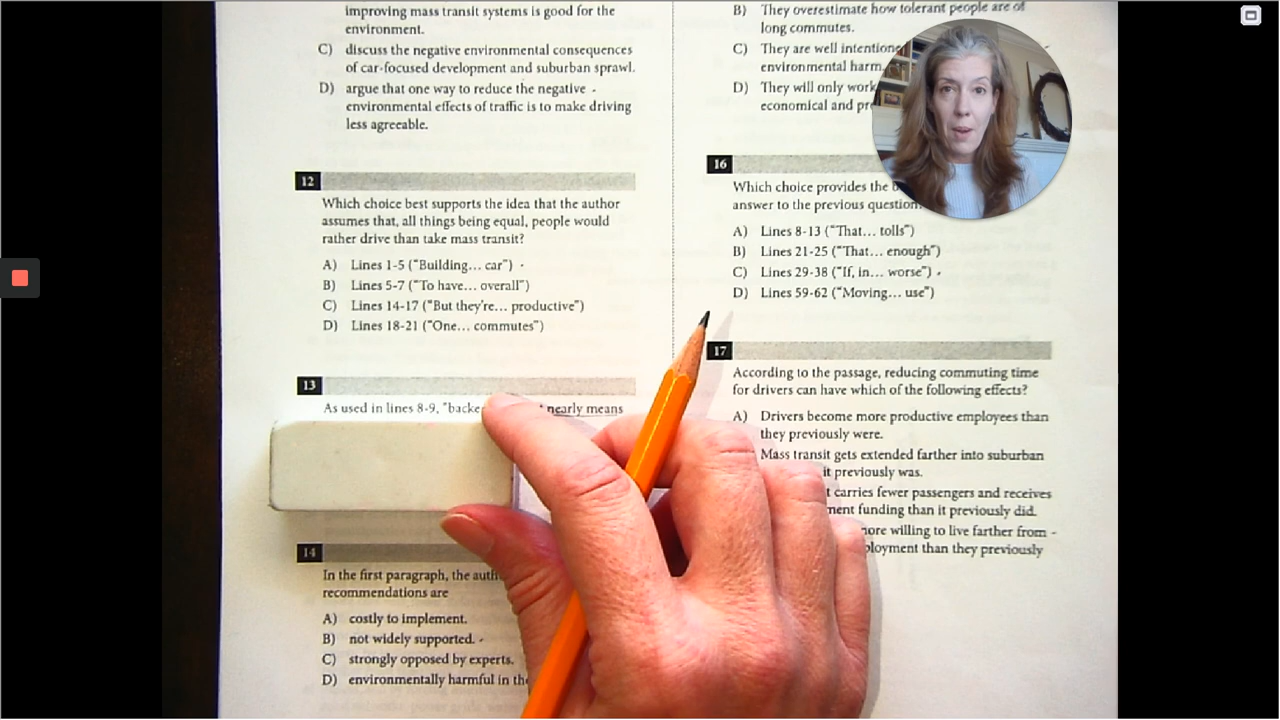 improving mass transit systems is good for the
environment.
C) discuss the negative environmental consequences
of car-focused development and suburban sprawl.
D) argue that one way to reduce the negative
environmental effects of traffic is to make driving
less agreeable.
12
Which choice best supports the idea that the author
assumes that, all things being equal, people would
rather drive than take mass transit?
A) Lines 1-5 (“Building... car”)
B) Lines 5-7 (“To have... overall”)
C) Lines 14-17 (“But they’re... productive”)
D) Lines 18-21 (“One... commutes”)
13
As used in lines 8-9, “backe nearly means
14
In the first paragraph, the
recommendations are
A) costly to implement.
B) not widely supported.
C) strongly opposed by experts.
D) environmentally harmful in
B) They overestimate how tolerant people are of
long commutes.
C) They are well
environmental harm.
D) They will only work
economical and
16
Which choice provides the
answer to the previous question
A) Lines 8-13 (“That... tolls”)
B) Lines 21-25 (“That... enough”)
C) Lines 29-38 (“If, in... worse”)
D) Lines 59-62 (“Moving... use”)
17
According to the passage, reducing commuting time
for drivers can have which of the following effects?
A) Drivers become more productive employees than
they previously were.
Mass transit gets extended farther into suburban
it previously was.
carries fewer passengers and receives
funding than it previously did.
more willing to live farther from
than they previously